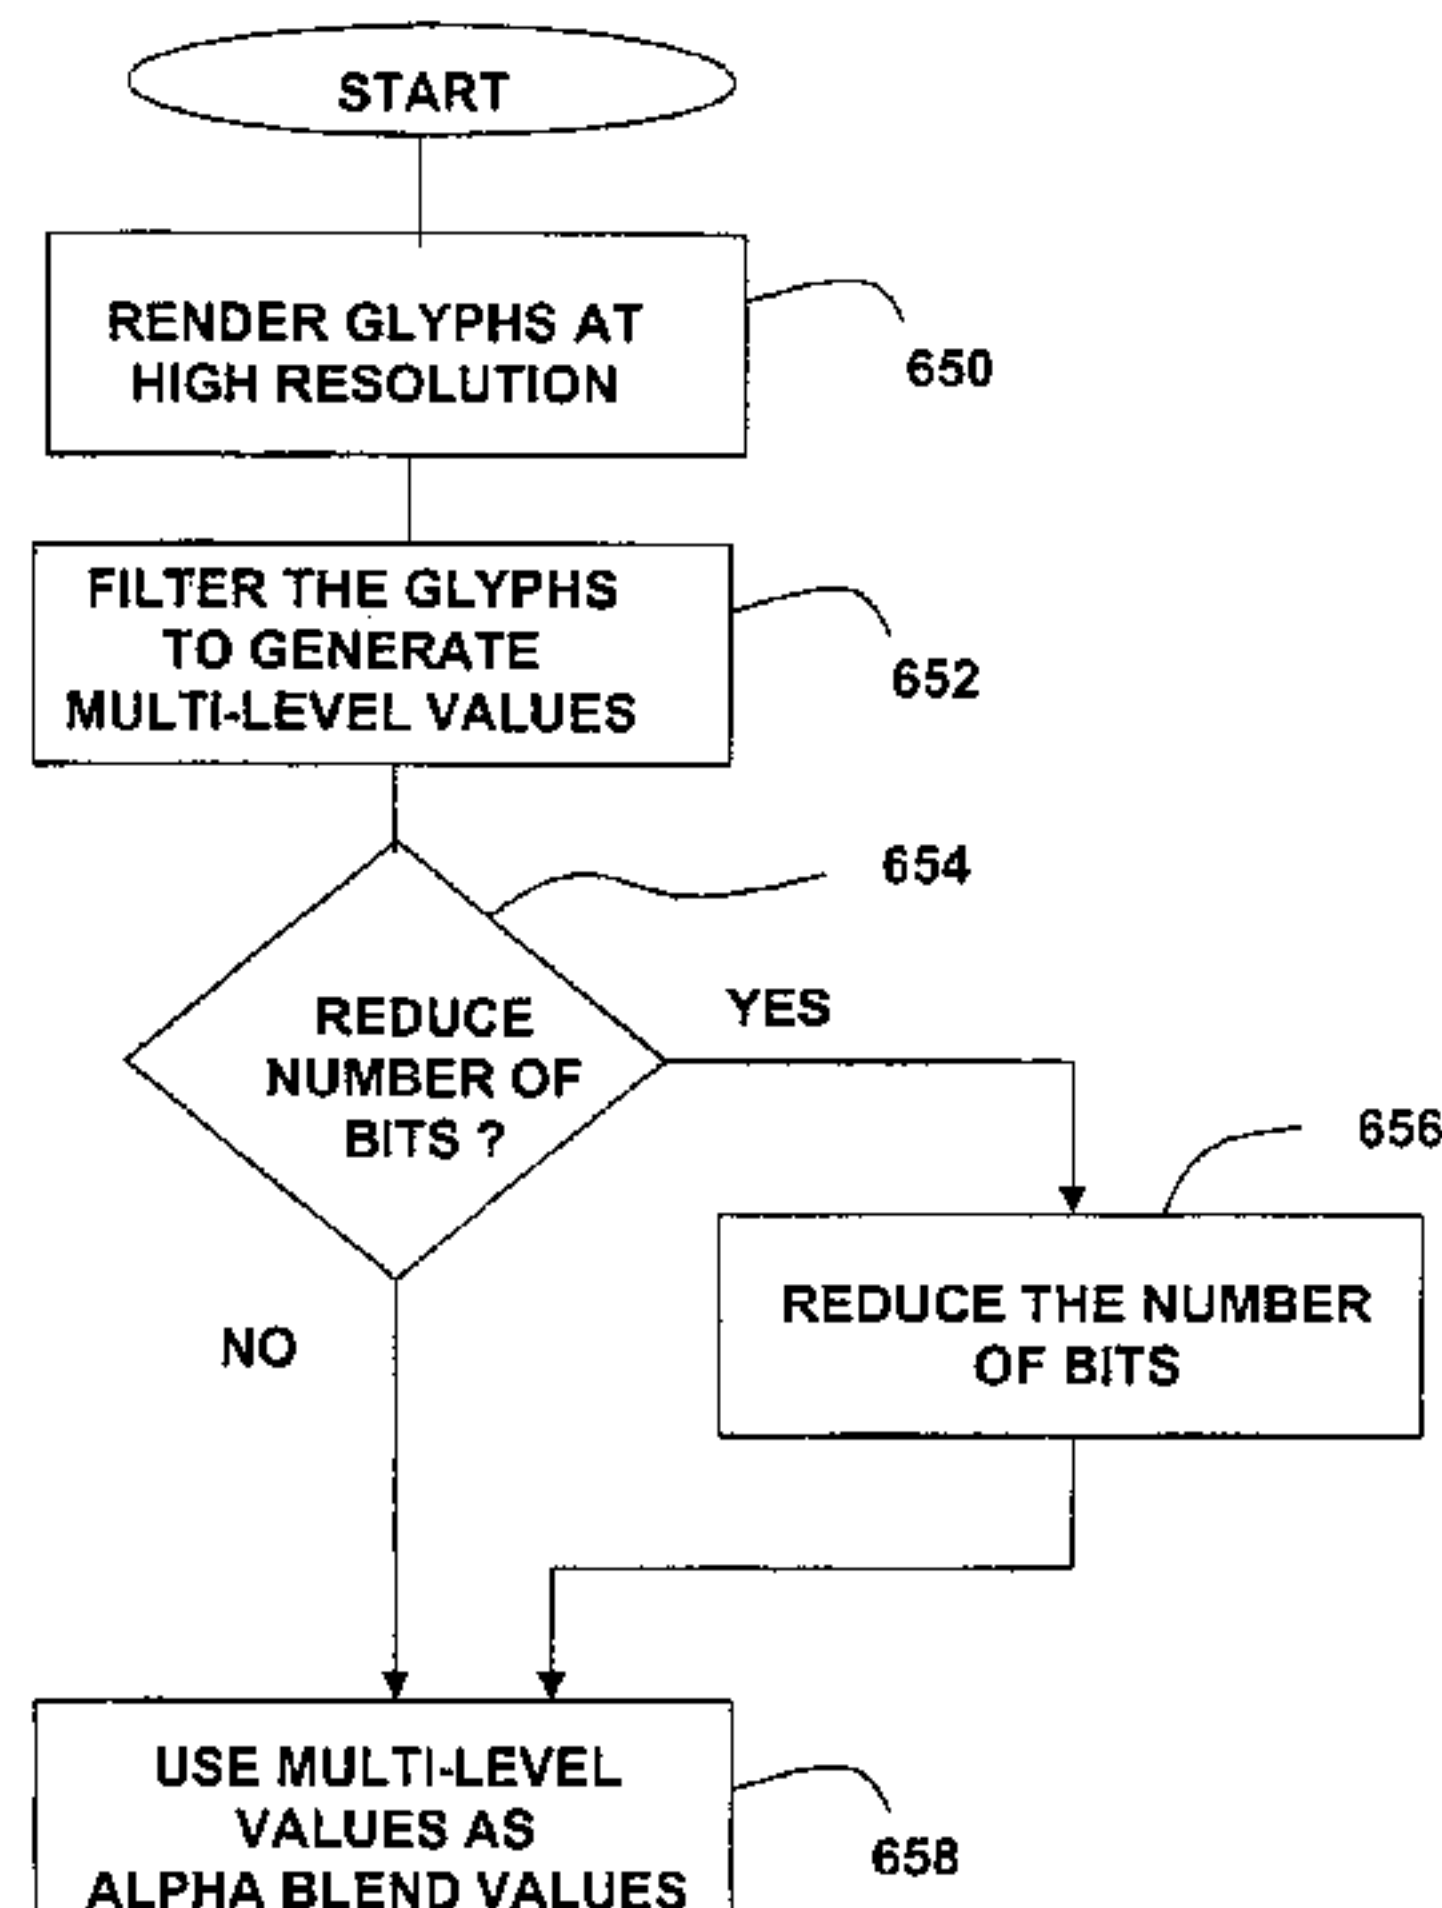 START
RENDER GLYPHS AT
HIGH RESOLUTION
650
FILTER THE GLYPHS
TO GENERATE
MULTI-LEVEL VALUES
652
654
REDUCE
NUMBER OF
BITS ?
YES
656
REDUCE THE NUMBER
OF BITS
NO
USE MULTI-LEVEL
VALUES AS
ALPHA BLEND VALUES
658